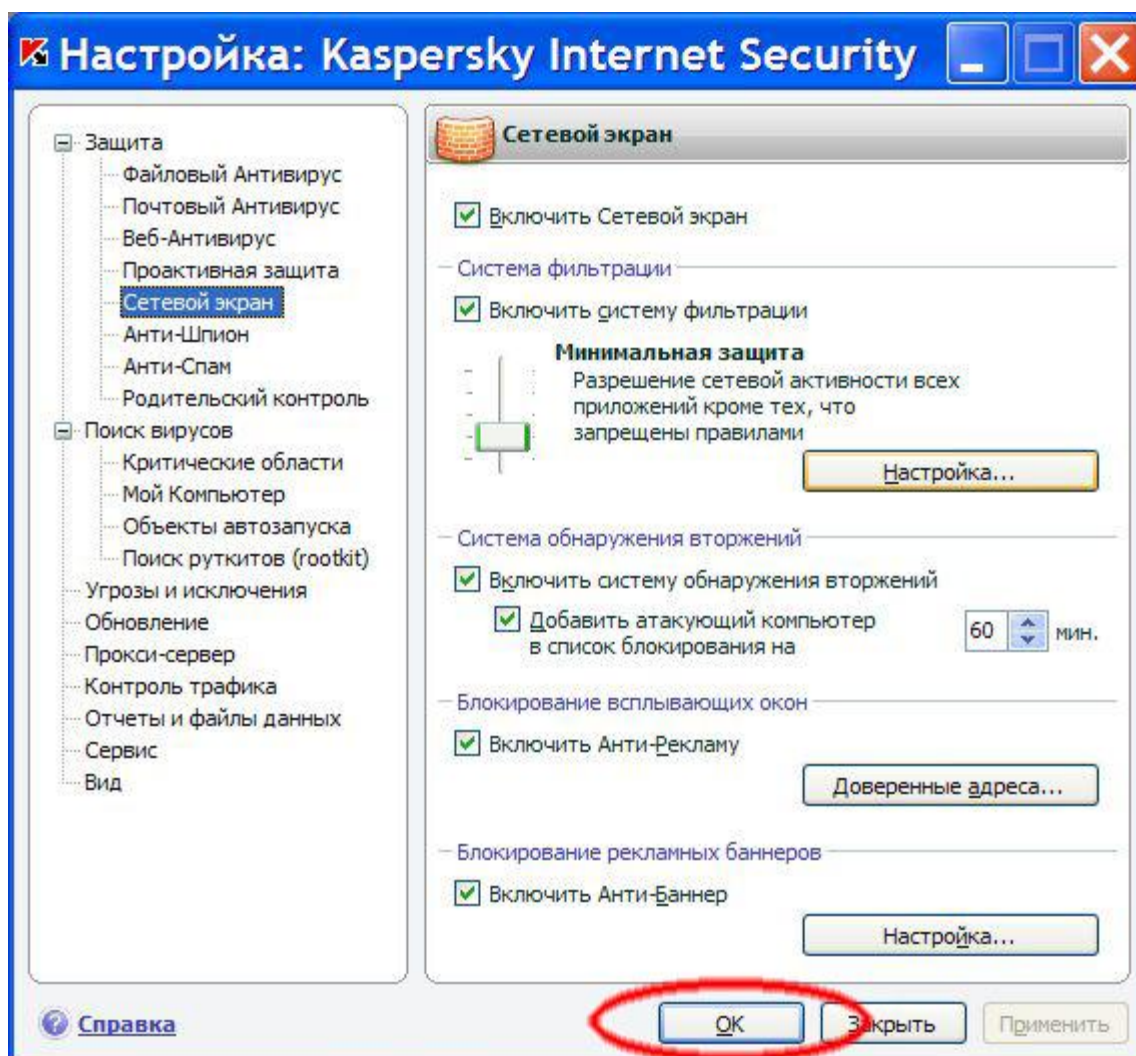 Настройка: Kaspersky Internet Security
Защита
Файловый Антивирус
Почтовый Антивирус
Веб-Антивирус
Проактивная защита
Сетевой экран
Анти-Шпион
Анти-Спам
Родительский контроль
Поиск вирусов
Критические области
Мой Компьютер
Объекты автозапуска
Поиск руткитов (rootkit)
Угрозы и исключения
Обновление
Прокси-сервер
Контроль трафика
Отчеты и файлы данных
Сервис
Вид
Сетевой экран
Включить Сетевой экран
Система фильтрации
Включить систему фильтрации
Минимальная защита
Разрешение сетевой активности всех
приложений кроме тех, что
запрещены правилами
Настройка...
Система обнаружения вторжений
Включить систему обнаружения вторжений
Добавить атакующий компьютер
в список блокирования на
60 мин.
Блокирование всплывающих окон
Включить Анти-Рекламу
Доверенные адреса...
Блокирование рекламных баннеров
Включить Анти-Баннер
Настройка...
Справка
OK
Закрыть
Применить